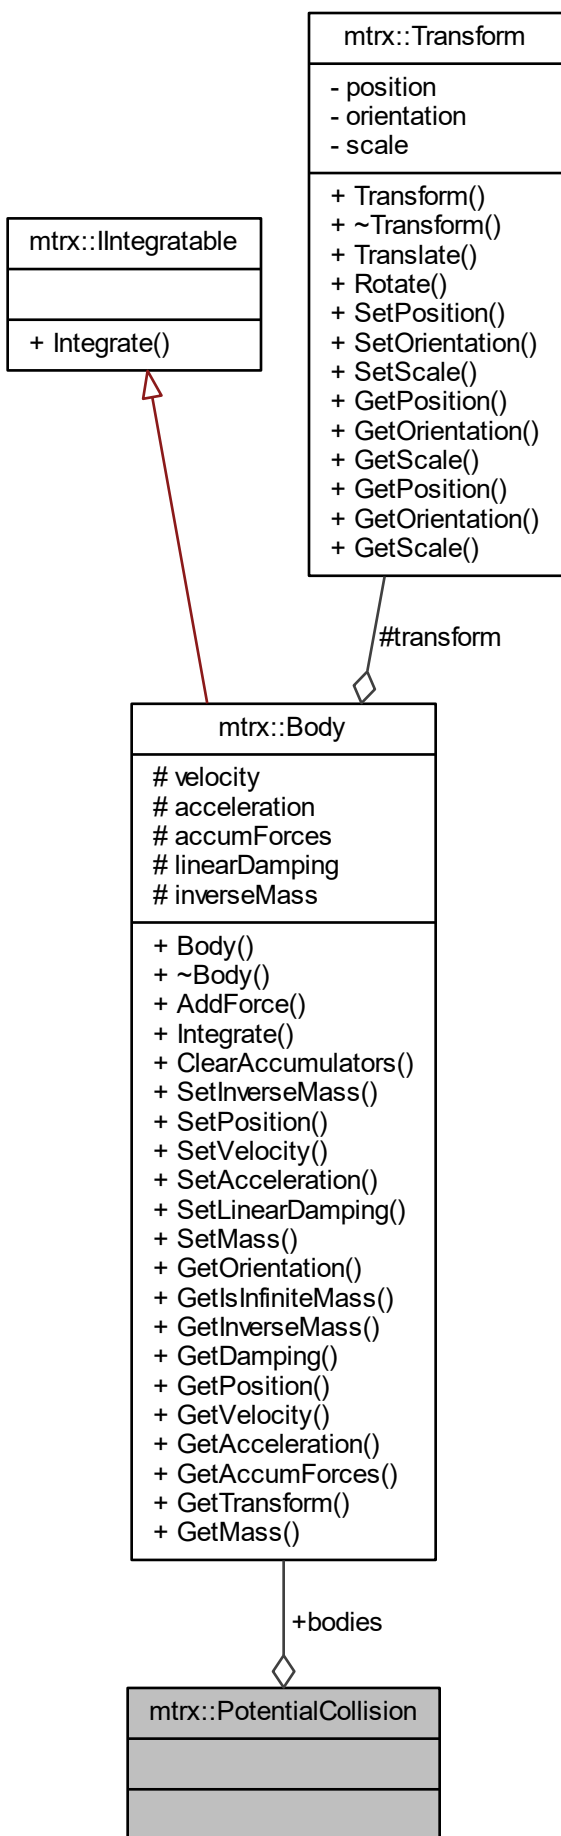 mtrx::Transform
- position
- orientation
- scale
+ Transform()
+ ~Transform()
+ Translate()
+ Rotate()
+ SetPosition()
+ SetOrientation()
+ SetScale()
+ GetPosition()
+ GetOrientation()
+ GetScale()
+ GetPosition()
+ GetOrientation()
+ GetScale()
mtrx::IIntegratable
+ Integrate()
#transform
mtrx::Body
# velocity
# acceleration
# accumForces
# linearDamping
# inverseMass
+ Body()
+ ~Body()
+ AddForce()
+ Integrate()
+ ClearAccumulators()
+ SetInverseMass()
+ SetPosition()
+ SetVelocity()
+ SetAcceleration()
+ SetLinearDamping()
+ SetMass()
+ GetOrientation()
+ GetIsInfiniteMass()
+ GetInverseMass()
+ GetDamping()
+ GetPosition()
+ GetVelocity()
+ GetAcceleration()
+ GetAccumForces()
+ GetTransform()
+ GetMass()
+bodies
mtrx::PotentialCollision